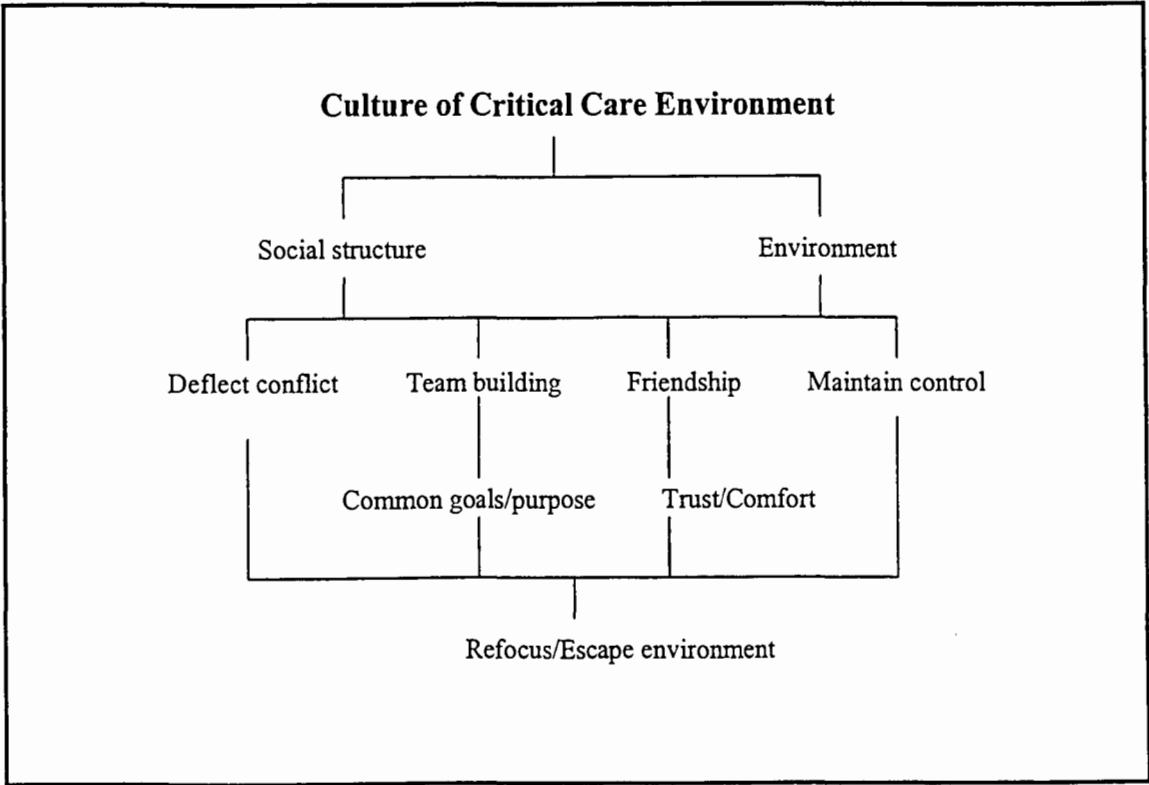 Culture of Critical Care Environment
Social structure
Environment
Deflect conflict
Team building
Friendship
Maintain control
Common goals/purpose
Trust/Comfort
Refocus/Escape environment